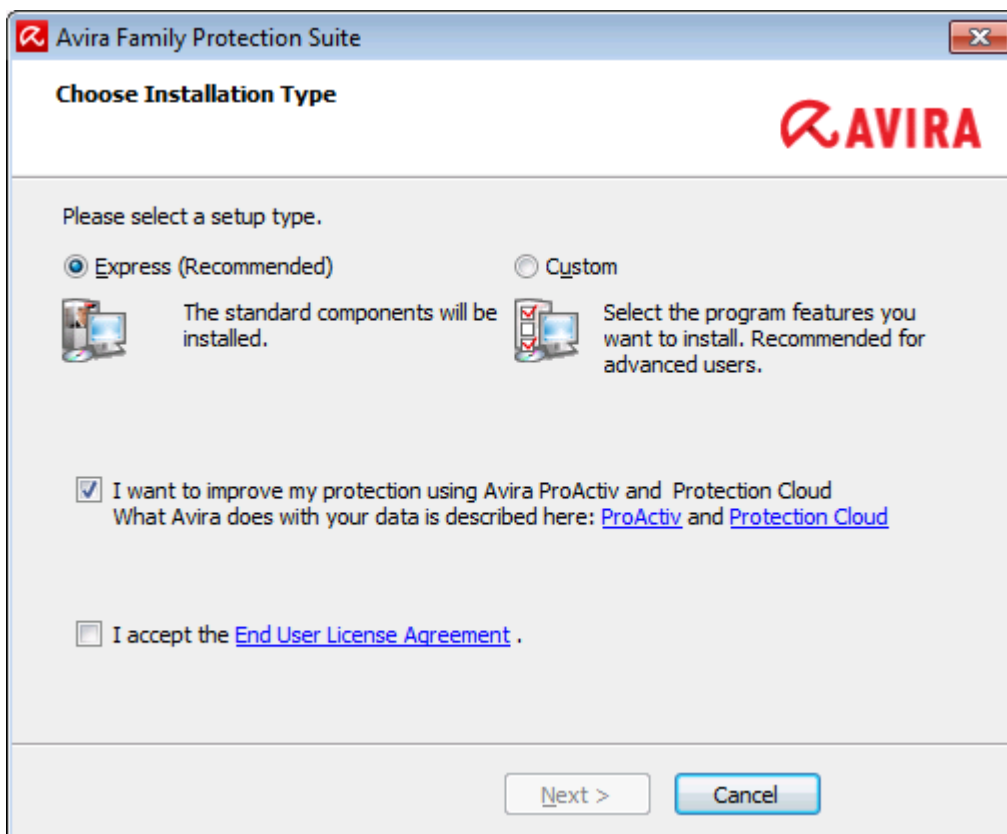 Avira Family Protection Suite
Choose Installation Type
AVIRA
Please select a setup type.
Express (Recommended)
Custom
The standard components will be
installed.
Select the program features you
want to install. Recommended for
advanced users.
I want to improve my protection using Avira ProActiv and  Protection Cloud
What Avira does with your data is described here: ProActiv and Protection Cloud
I accept the End User License Agreement .
Next >
Cancel